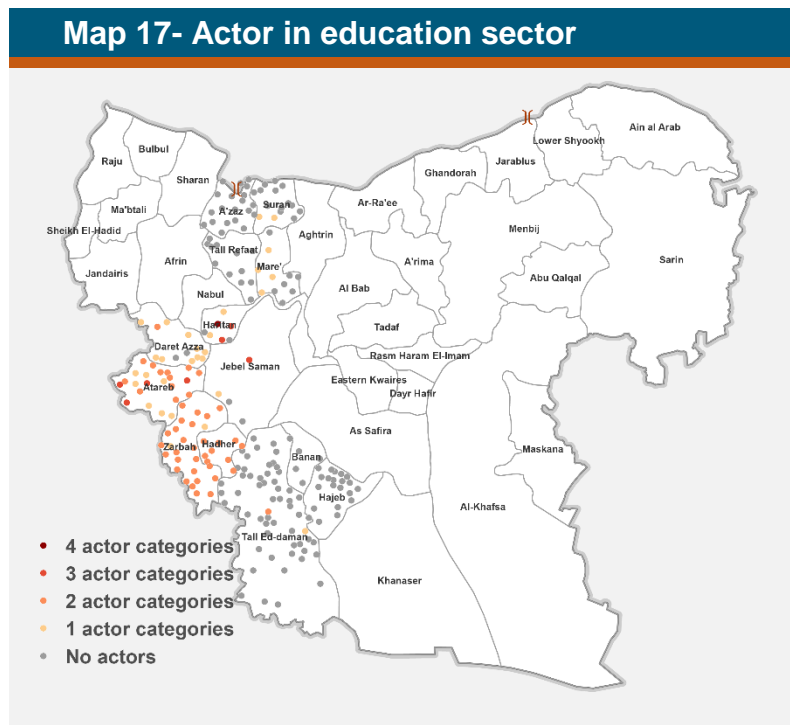 Map 17- Actor in education sector
Ain al Arab
Lower Shyookh
Bulbul
Raju
Jarablus
Ghandorah
Sharan
Ar-Ra'ee
Suran
Ma'btali
A'zaz
Menbij
Sheikh El-Hadid
Aghtrin
Tall Refaat
Afrin
A'rima
Sarin
Mare'
Jandairis
Abu Qalqal
Al Bab
Nabul
Haritan
Tadaf
Daret Azza
Rasm Haram El-Imam
Jebel Saman
Eastern Kwaires
Atareb
Dayr Hafir
As Safira
Zarbah
Hadher
Maskana
Banan
Hajeb
Al-Khafsa
Tall Ed-daman
Khanaser
4 actor categories
3 actor categories
2 actor categories
1 actor categories
No actors